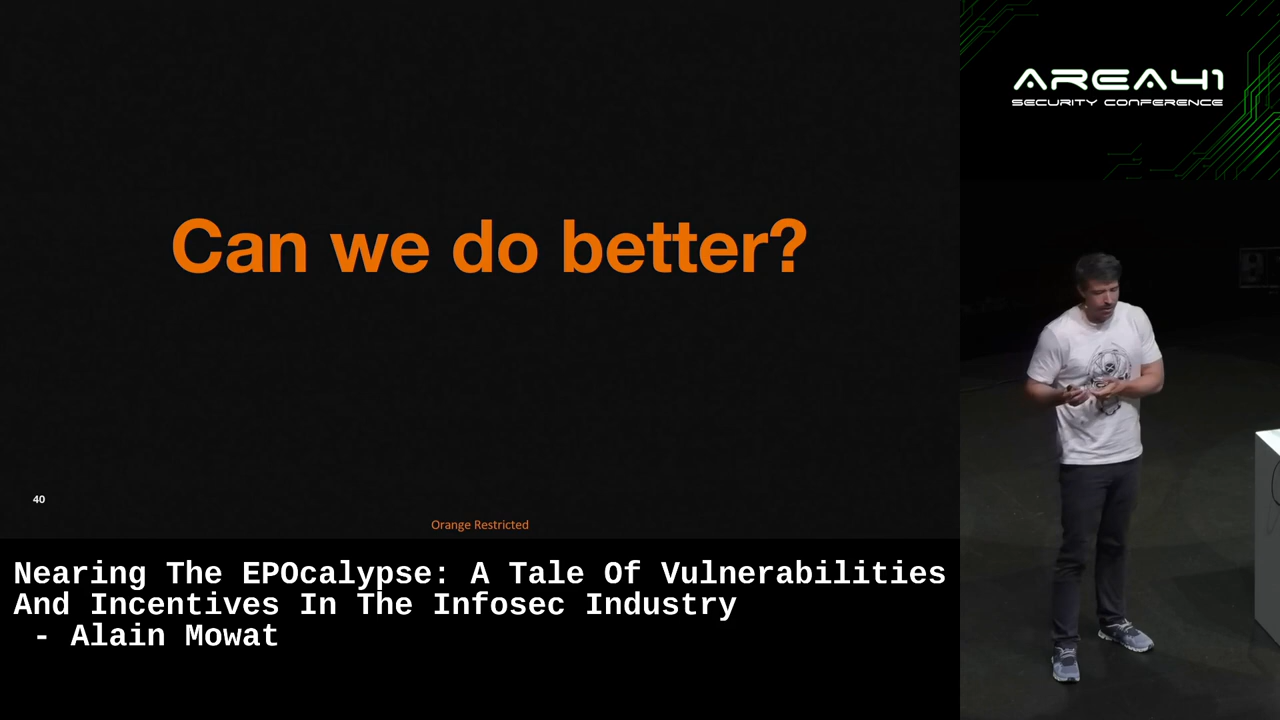 Can we do better?
40
Orange Restricted
AREA41
SECURITY CONFERENCE
Nearing The EPOcalypse: A Tale Of Vulnerabilities
And Incentives In The Infosec Industry
- Alain Mowat